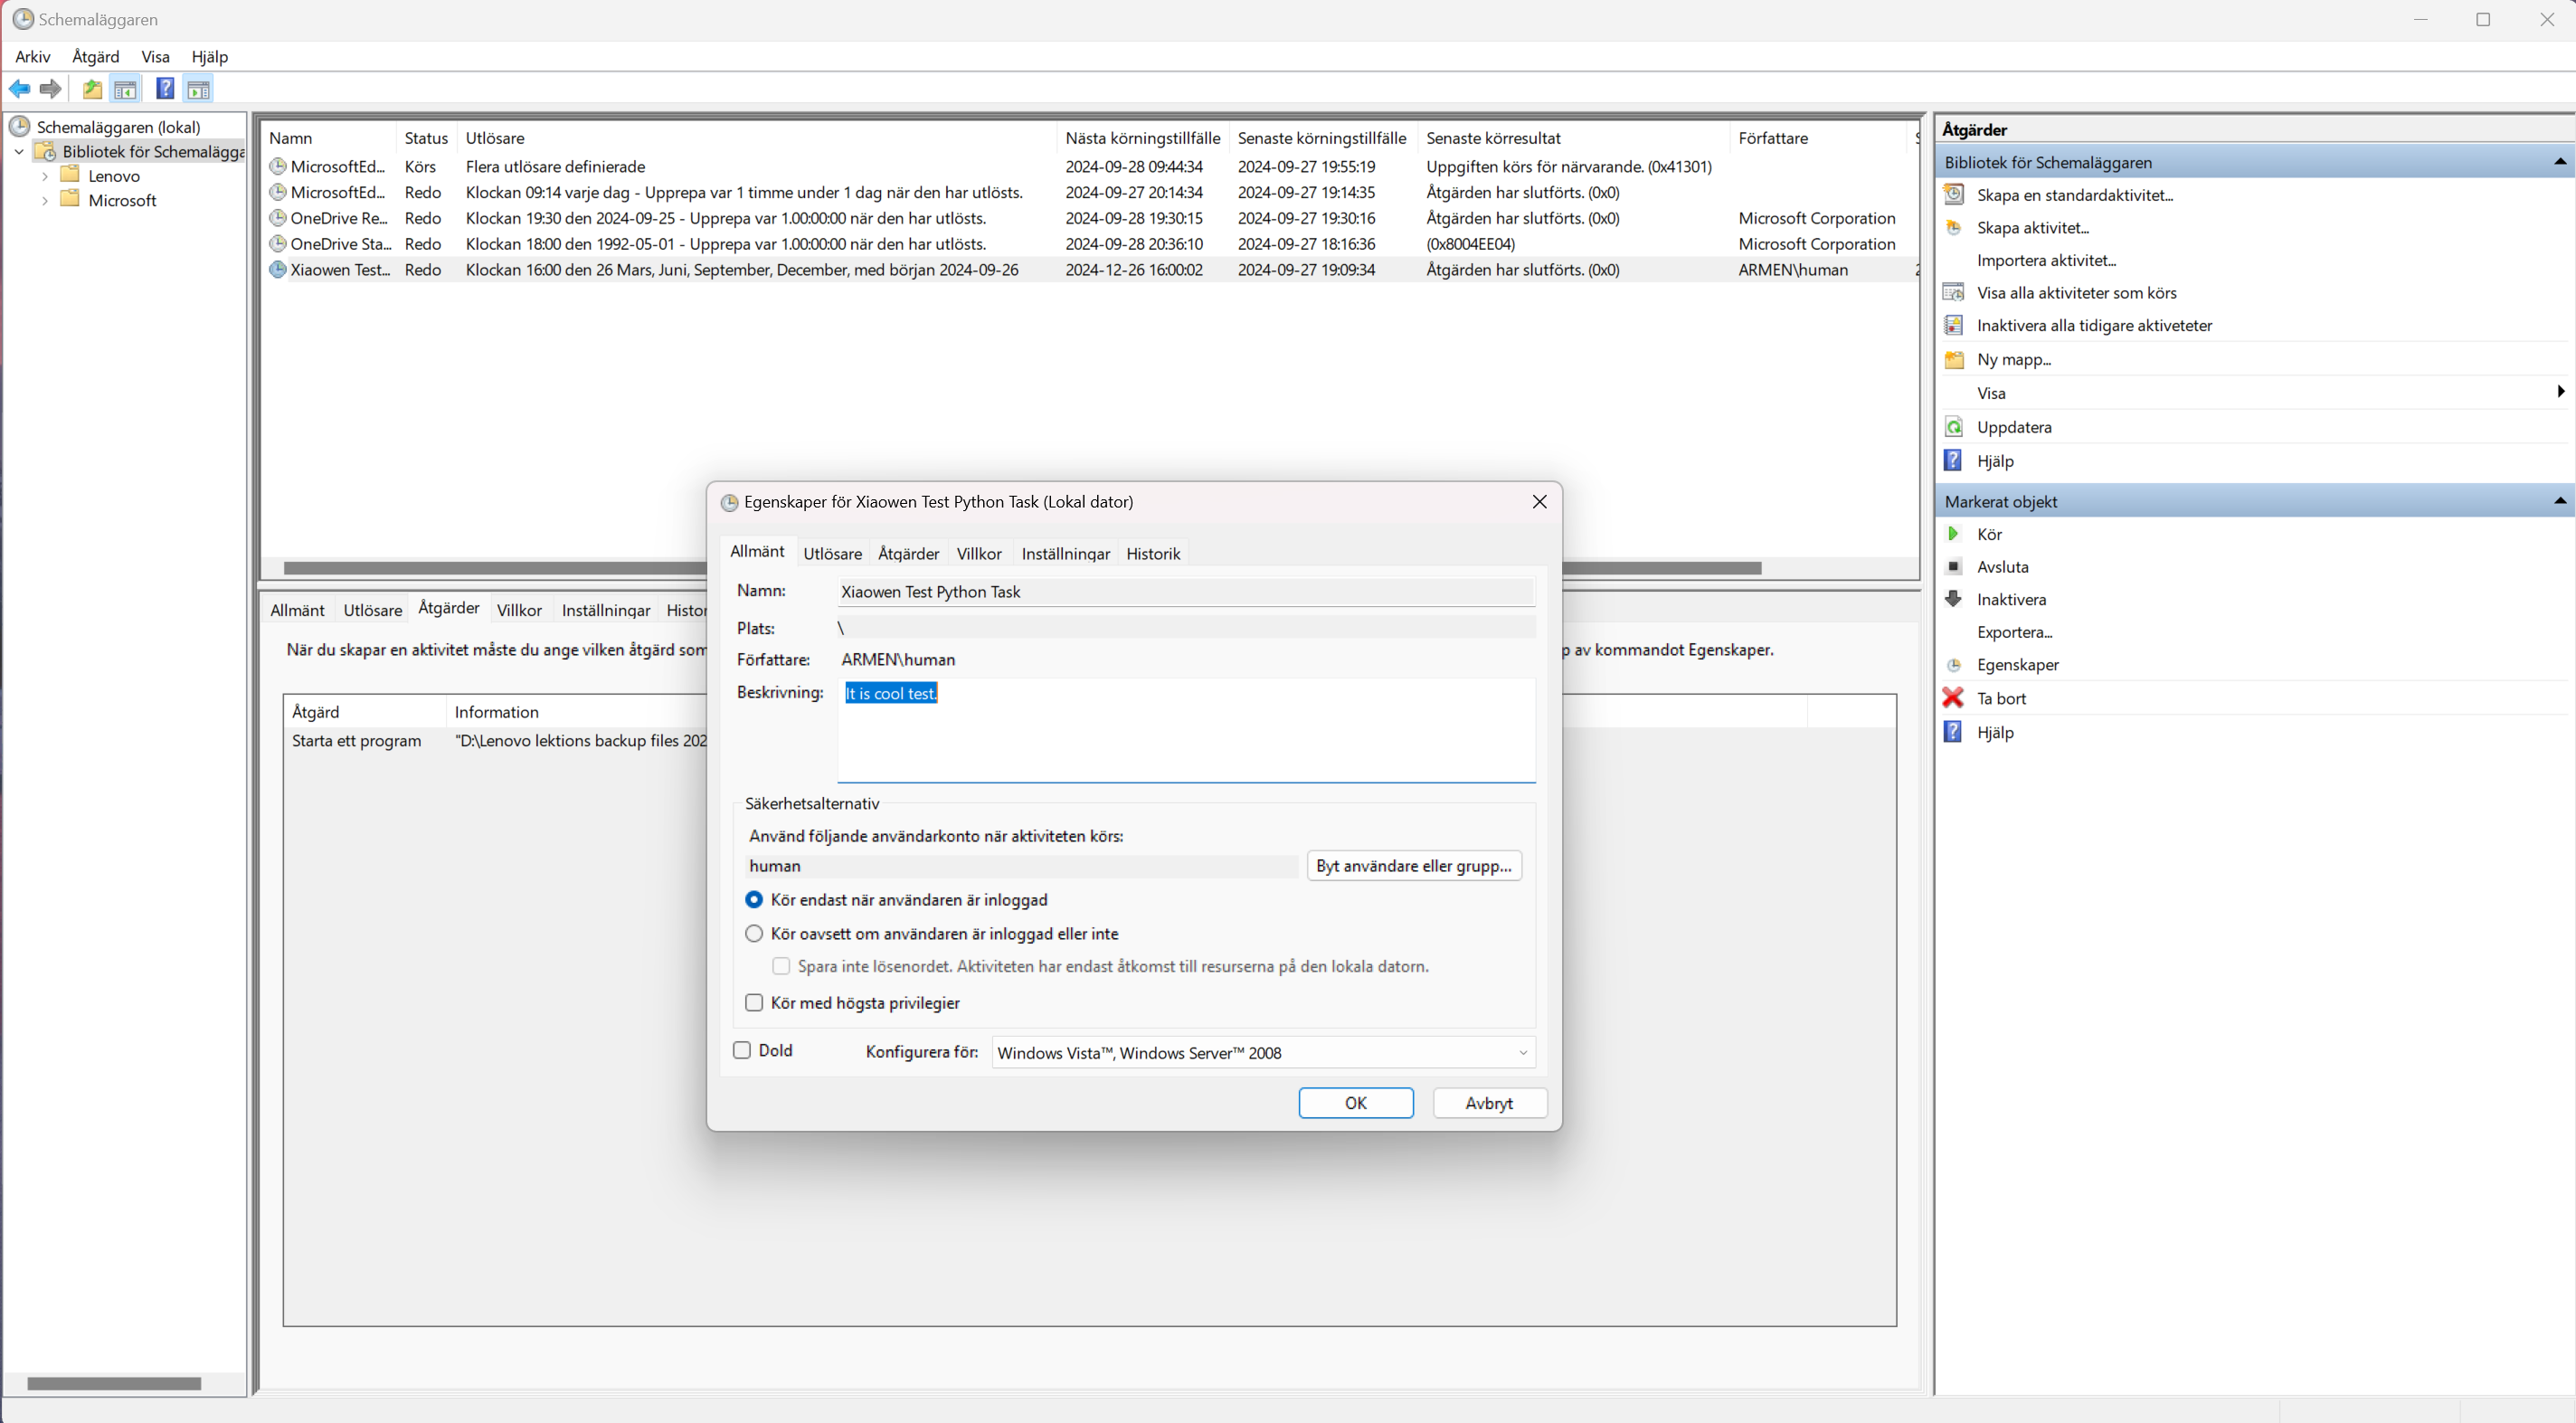 Schemaläggaren
Arkiv Åtgärd Visa Hjälp
Schemaläggaren (lokal)
Bibliotek för Schemalägga
Lenovo
Microsoft
Namn Status Utlösare Nästa körningstillfälle Senaste körningstillfälle Senaste körresultat Författare
MicrosoftEd... Körs Flera utlösare definierade 2024-09-28 09:44:34 2024-09-27 19:55:19 Uppgiften körs för närvarande. (0x41301)
MicrosoftEd... Redo Klockan 09:14 varje dag - Upprepa var 1 timme under 1 dag när den har utlösts. 2024-09-27 20:14:34 2024-09-27 19:14:35 Åtgärden har slutförts. (0x0)
OneDrive Re... Redo Klockan 19:30 den 2024-09-25 - Upprepa var 1.00:00:00 när den har utlösts. 2024-09-28 19:30:15 2024-09-27 19:30:16 Åtgärden har slutförts. (0x0) Microsoft Corporation
OneDrive Sta... Redo Klockan 18:00 den 1992-05-01 - Upprepa var 1.00:00:00 när den har utlösts. 2024-09-28 20:36:10 2024-09-27 18:16:36 (0x8004EE04) Microsoft Corporation
Xiaowen Test... Redo Klockan 16:00 den 26 Mars, Juni, September, December, med början 2024-09-26 2024-12-26 16:00:02 2024-09-27 19:09:34 Åtgärden har slutförts. (0x0) ARMEN\human
Allmänt Utlösare Åtgärder Villkor Inställningar Histor
När du skapar en aktivitet måste du ange vilken åtgärd som
p av kommandot Egenskaper.
Åtgärd Information
Starta ett program "D:\Lenovo lektions backup files 202
Egenskaper för Xiaowen Test Python Task (Lokal dator)
Allmänt Utlösare Åtgärder Villkor Inställningar Historik
Namn: Xiaowen Test Python Task
Plats: \
Författare: ARMEN\human
Beskrivning: It is cool test.
Säkerhetsalternativ
Använd följande användarkonto när aktiviteten körs:
human Byt användare eller grupp...
Kör endast när användaren är inloggad
Kör oavsett om användaren är inloggad eller inte
Spara inte lösenordet. Aktiviteten har endast åtkomst till resurserna på den lokala datorn.
Kör med högsta privilegier
Dold Konfigurera för: Windows Vista™, Windows Server™ 2008
OK Avbryt
Åtgärder
Bibliotek för Schemaläggaren
Skapa en standardaktivitet...
Skapa aktivitet...
Importera aktivitet...
Visa alla aktiviteter som körs
Inaktivera alla tidigare aktiveteter
Ny mapp...
Visa
Uppdatera
Hjälp
Markerat objekt
Kör
Avsluta
Inaktivera
Exportera...
Egenskaper
Ta bort
Hjälp